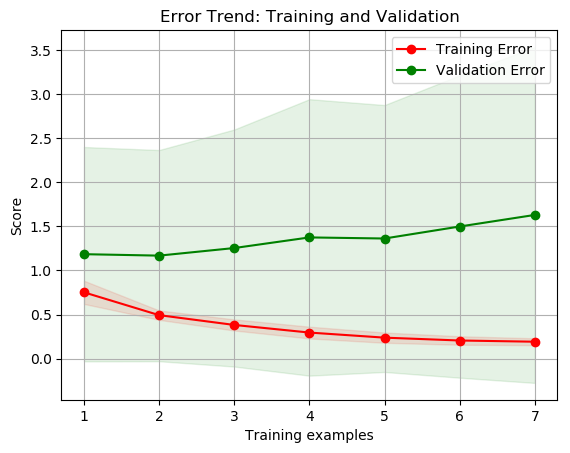 Error Trend: Training and Validation
Training Error
Validation Error
3.5
3.0
2.5
2.0
1.5
1.0
0.5
0.0
Score
1 2 3 4 5 6 7
Training examples